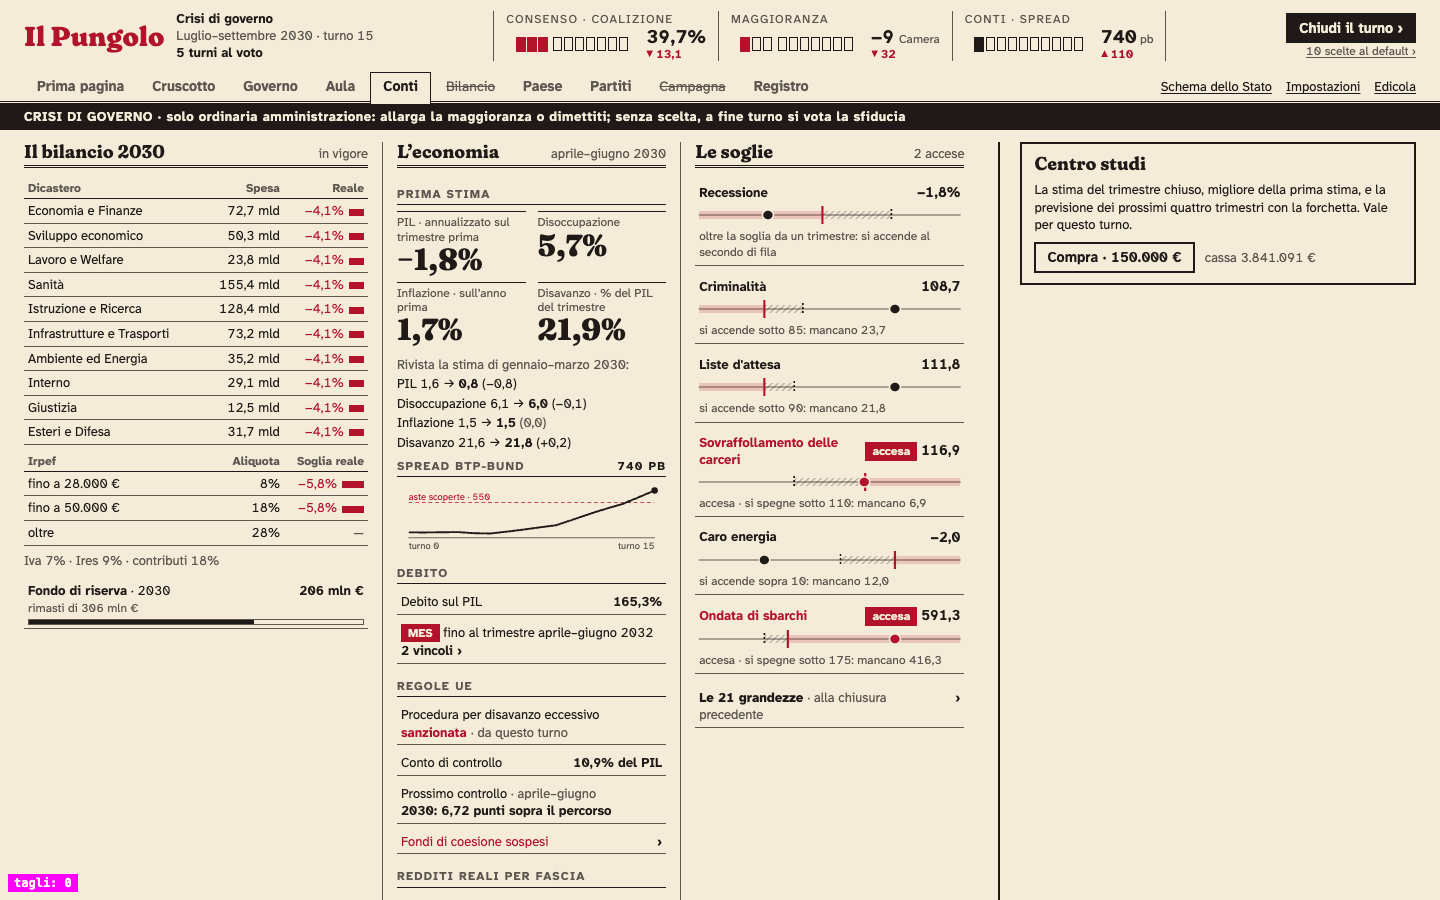 Il Pungolo
Crisi di governo
Luglio–settembre 2030 · turno 15
5 turni al voto
CONSENSO · COALIZIONE
39,7%
▼ 13,1
MAGGIORANZA
−9 Camera
▼ 32
CONTI · SPREAD
740 pb
▲ 110
Chiudi il turno ›
10 scelte al default ›
Prima pagina
Cruscotto
Governo
Aula
Conti
Bilancio
Paese
Partiti
Campagna
Registro
Schema dello Stato
Impostazioni
Edicola
CRISI DI GOVERNO · solo ordinaria amministrazione: allarga la maggioranza o dimettiti; senza scelta, a fine turno si vota la sfiducia
Il bilancio 2030 in vigore
Dicastero Spesa Reale
Economia e Finanze 72,7 mld −4,1%
Sviluppo economico 50,3 mld −4,1%
Lavoro e Welfare 23,8 mld −4,1%
Sanità 155,4 mld −4,1%
Istruzione e Ricerca 128,4 mld −4,1%
Infrastrutture e Trasporti 73,2 mld −4,1%
Ambiente ed Energia 35,2 mld −4,1%
Interno 29,1 mld −4,1%
Giustizia 12,5 mld −4,1%
Esteri e Difesa 31,7 mld −4,1%
Irpef Aliquota Soglia reale
fino a 28.000 € 8% −5,8%
fino a 50.000 € 18% −5,8%
oltre 28% —
Iva 7% · Ires 9% · contributi 18%
Fondo di riserva · 2030 206 mln €
rimasti di 306 mln €
L’economia aprile–giugno 2030
PRIMA STIMA
PIL · annualizzato sul
trimestre prima
−1,8%
Disoccupazione
5,7%
Inflazione · sull’anno
prima
1,7%
Disavanzo · % del PIL
del trimestre
21,9%
Rivista la stima di gennaio–marzo 2030:
PIL 1,6 → 0,8 (−0,8)
Disoccupazione 6,1 → 6,0 (−0,1)
Inflazione 1,5 → 1,5 (0,0)
Disavanzo 21,6 → 21,8 (+0,2)
SPREAD BTP-BUND 740 PB
aste scoperte · 550
turno 0 turno 15
DEBITO
Debito sul PIL 165,3%
MES fino al trimestre aprile–giugno 2032
2 vincoli ›
REGOLE UE
Procedura per disavanzo eccessivo
sanzionata · da questo turno
Conto di controllo 10,9% del PIL
Prossimo controllo · aprile–giugno
2030: 6,72 punti sopra il percorso
Fondi di coesione sospesi ›
REDDITI REALI PER FASCIA
Le soglie 2 accese
Recessione −1,8%
oltre la soglia da un trimestre: si accende al
secondo di fila
Criminalità 108,7
si accende sotto 85: mancano 23,7
Liste d'attesa 111,8
si accende sotto 90: mancano 21,8
Sovraffollamento delle
carceri
accesa 116,9
accesa · si spegne sotto 110: mancano 6,9
Caro energia −2,0
si accende sopra 10: mancano 12,0
Ondata di sbarchi accesa 591,3
accesa · si spegne sotto 175: mancano 416,3
Le 21 grandezze · alla chiusura
precedente ›
Centro studi
La stima del trimestre chiuso, migliore della prima stima, e la
previsione dei prossimi quattro trimestri con la forchetta. Vale
per questo turno.
Compra · 150.000 € cassa 3.841.091 €
tagli: 0